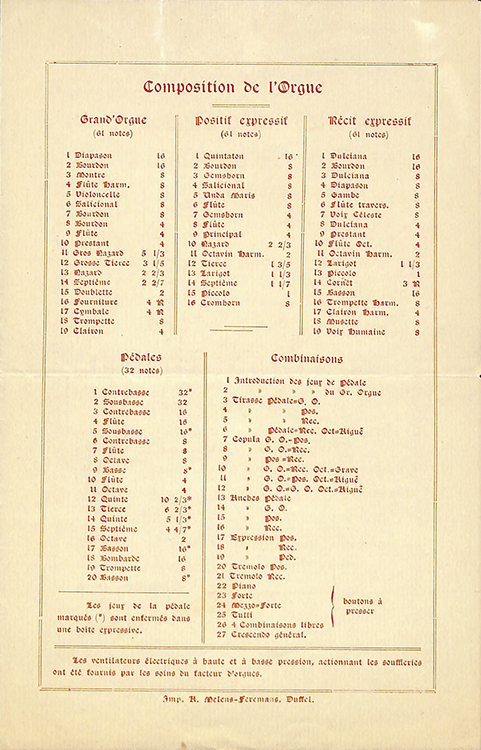 Composition de l'Orgue
Grand'Orgue
(61 notes)
1 Diapason 16
2 Bourdon 16
3 Montre 8
4 Flûte Harm. 8
5 Violoncelle 8
6 Salicional 8
7 Bourdon 8
8 Bourdon 4
9 Flûte 4
10 Prestant 4
11 Gros Nazard 5 1/3
12 Grosse Tierce 3 1/5
13 Nazard 2 2/3
14 Septième 2 2/7
15 Doublette 2
16 Fourniture 4 R
17 Cymbale 4 R
18 Trompette 8
19 Clairon 4
Positif expressif
(61 notes)
1 Quintaton 16
2 Bourdon 8
3 Gemshorn 8
4 Salicional 8
5 Unda Maris 8
6 Flûte 8
7 Gemshorn 4
8 Flûte 4
9 Principal 4
10 Nazard 2 2/3
11 Octavin Harm. 2
12 Tierce 1 3/5
13 Larigot 1 1/3
14 Septième 1 1/7
15 Piccolo 1
16 Cromhorn 8
Récit expressif
(61 notes)
1 Dulciana 16
2 Bourdon 8
3 Dulciana 8
4 Diapason 8
5 Gambe 8
6 Flûte travers. 8
7 Voix Céleste 8
8 Dulciana 4
9 Prestant 4
10 Flûte Oct. 4
11 Octavin Harm. 2
12 Larigot 1 1/3
13 Piccolo 1
14 Cornet 3 R
15 Basson 16
16 Trompette Harm. 8
17 Clairon Harm. 4
18 Musette 8
19 Voix Humaine 8
Pédales
(32 notes)
1 Contrebasse 32*
2 Sousbasse 32
3 Contrebasse 16
4 Flûte 16
5 Sousbasse 16*
6 Contrebasse 8
7 Flûte 8
8 Octave 8
9 Basse 8*
10 Flûte 4
11 Octave 4
12 Quinte 10 2/3*
13 Tierce 6 2/3*
14 Quinte 5 1/3*
15 Septième 4 4/7*
16 Octave 2
17 Basson 16*
18 Bombarde 16
19 Trompette 8
20 Basson 8*
Les jeux de la pédale
marqués (*) sont enfermés dans
une boîte expressive.
Combinaisons
1 Introduction des jeux de Pédale
2 » » » du Gr. Orgue
3 Tirasse Pédale=G. O.
4 » » Pos.
5 » » Rec.
6 » Pédale=Rec. Oct=Aiguë
7 Copula G. O.-Pos.
8 » G. O.=Rec.
9 » Pos=Rec.
10 » G. O.=Rec. Oct.=Grave
11 » G. O.=Pos. Oct.=Aiguë
12 » G. O.=G. O. Oct.=Aiguë
13 Anches Pédale
14 » G. O.
15 » Pos.
16 » Rec.
17 Expression Pos.
18 » Rec.
19 » Ped.
20 Tremolo Pos.
21 Tremolo Rec.
22 Piano
23 Forte
24 Mezzo=Forte
25 Tutti
26 4 Combinaisons libres
27 Crescendo général.
boutons à
presser
Les ventilateurs électriques à haute et à basse pression, actionnant les souffleries
ont été fournis par les soins du facteur d'orgues.
Imp. R. Melens-Feremans, Duffel.